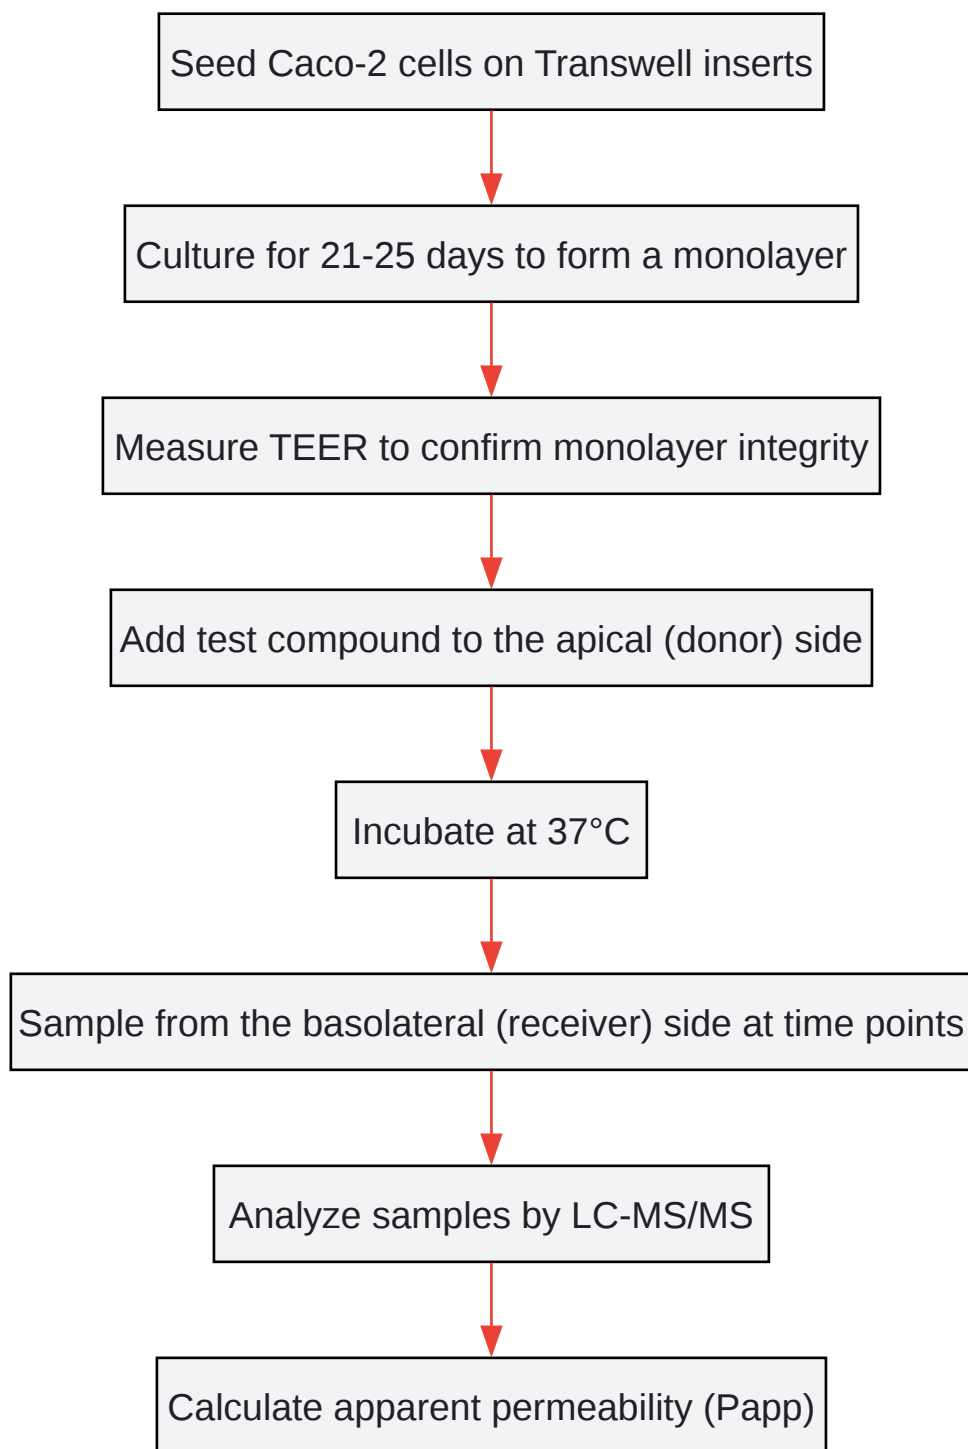 Seed Caco-2 cells on Transwell inserts
Culture for 21-25 days to form a monolayer
Measure TEER to confirm monolayer integrity
Add test compound to the apical (donor) side
Incubate at 37°C
Sample from the basolateral (receiver) side at time points
Analyze samples by LC-MS/MS
Calculate apparent permeability (Papp)